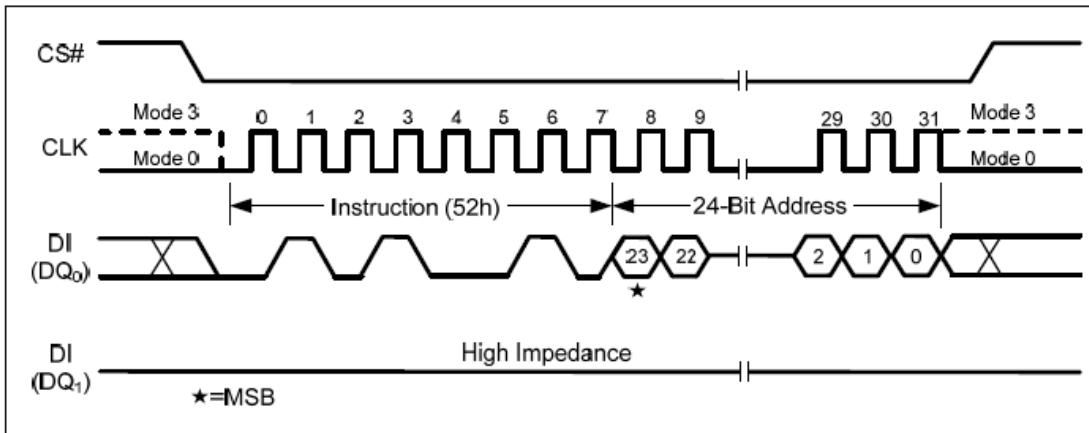 CS#
Mode 3 0 1 2 3 4 5 6 7 8 9 29 30 31 Mode 3
CLK
Mode 0 Mode 0
Instruction (52h) 24-Bit Address
DI
(DQ0) 23 22 2 1 0
★
High Impedance
DI
(DQ1)
★=MSB